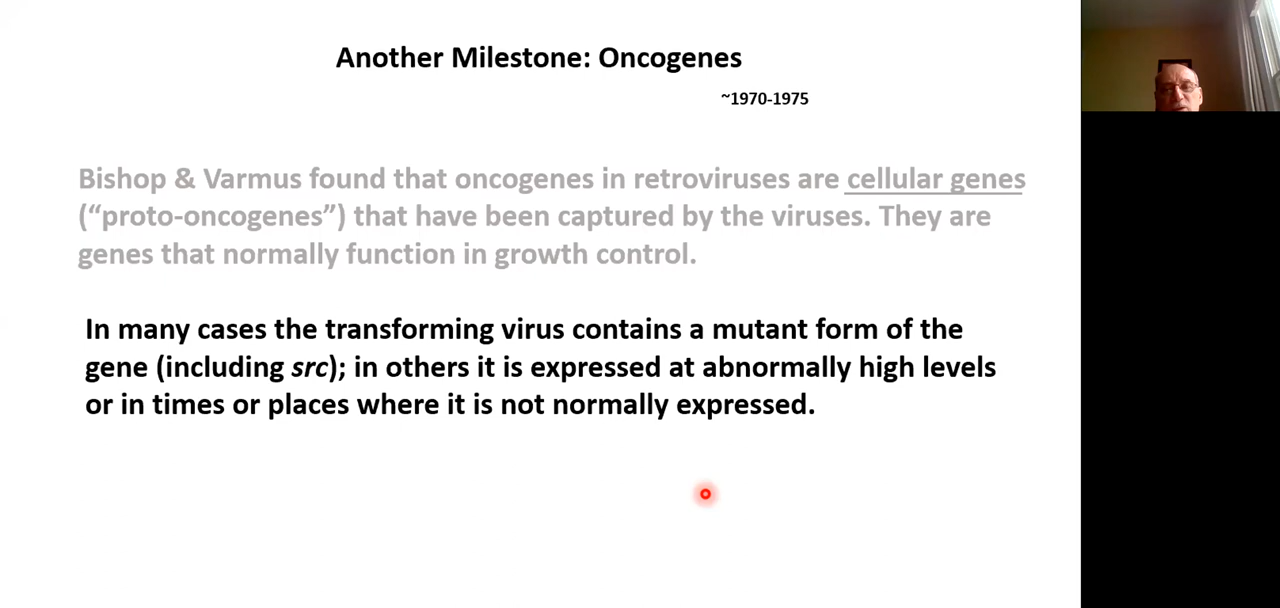 Another Milestone: Oncogenes
~1970-1975
Bishop & Varmus found that oncogenes in retroviruses are cellular genes
(“proto-oncogenes”) that have been captured by the viruses. They are
genes that normally function in growth control.
In many cases the transforming virus contains a mutant form of the
gene (including src); in others it is expressed at abnormally high levels
or in times or places where it is not normally expressed.